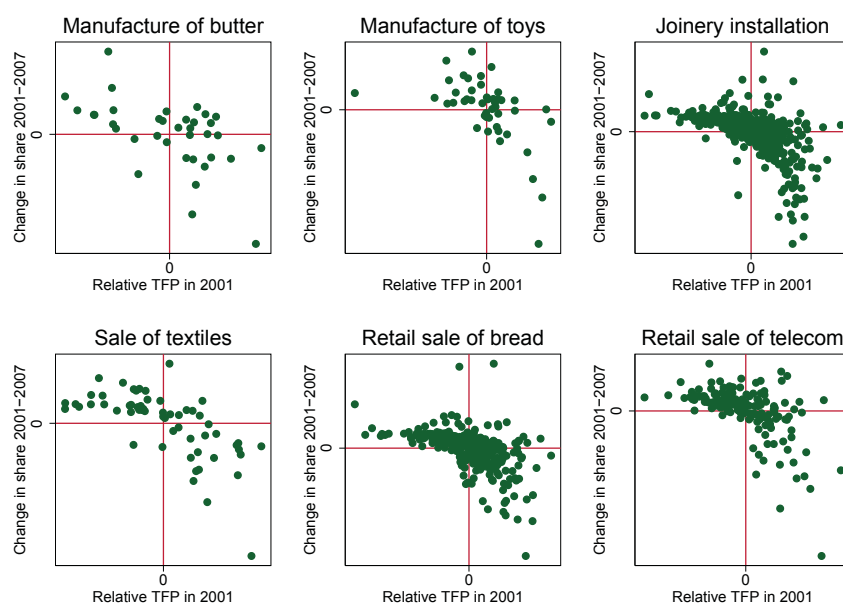 Manufacture of butter
Manufacture of toys
Joinery installation
Change in share 2001−2007
0
0
Relative TFP in 2001
Change in share 2001−2007
0
0
Relative TFP in 2001
Change in share 2001−2007
0
0
Relative TFP in 2001
Sale of textiles
Retail sale of bread
Retail sale of telecom
Change in share 2001−2007
0
0
Relative TFP in 2001
Change in share 2001−2007
0
0
Relative TFP in 2001
Change in share 2001−2007
0
0
Relative TFP in 2001